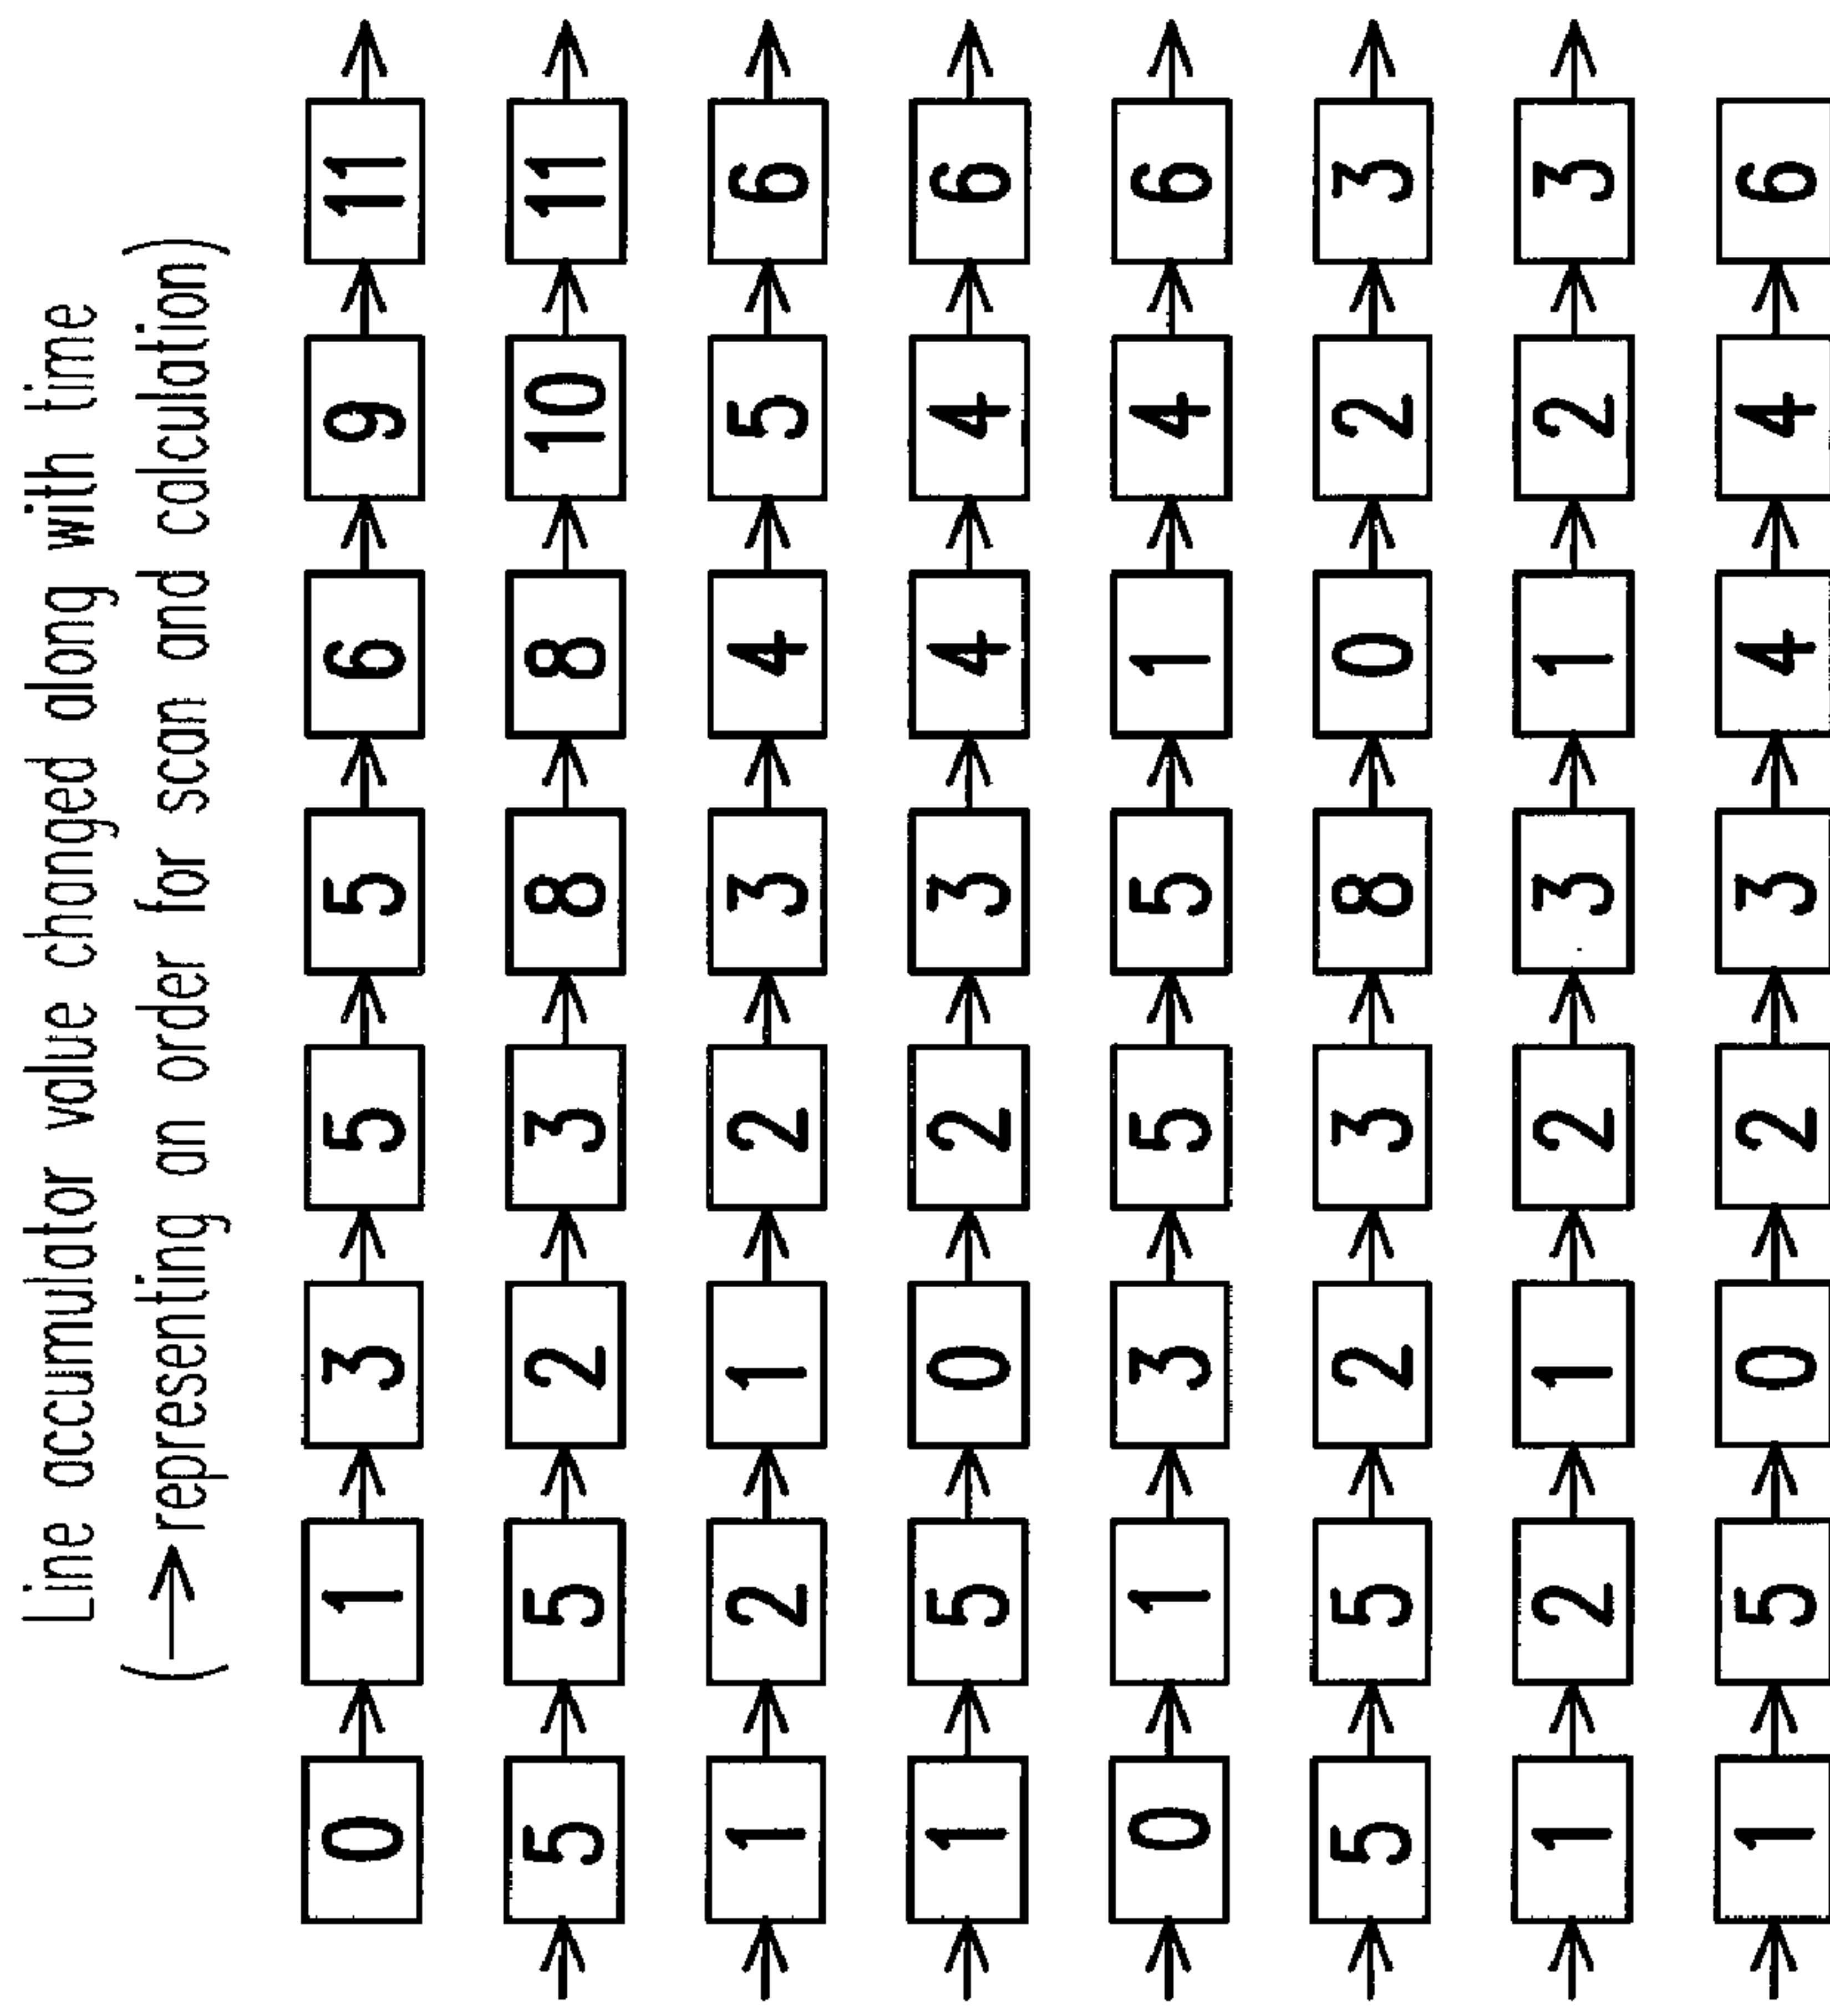 Line accumulator value changed along with time
(→representing an order for scan and calculation)
0 → 1 → 3 → 5 → 5 → 6 → 9 → 11 →
→ 5 → 5 → 2 → 3 → 8 → 8 → 10 → 11 →
→ 1 → 2 → 1 → 2 → 3 → 4 → 5 → 6 →
→ 1 → 5 → 0 → 2 → 3 → 4 → 4 → 6 →
→ 0 → 1 → 3 → 5 → 5 → 1 → 4 → 6 →
→ 5 → 5 → 2 → 3 → 8 → 0 → 2 → 3 →
→ 1 → 2 → 1 → 2 → 3 → 1 → 2 → 3 →
→ 1 → 5 → 0 → 2 → 3 → 4 → 4 → 6